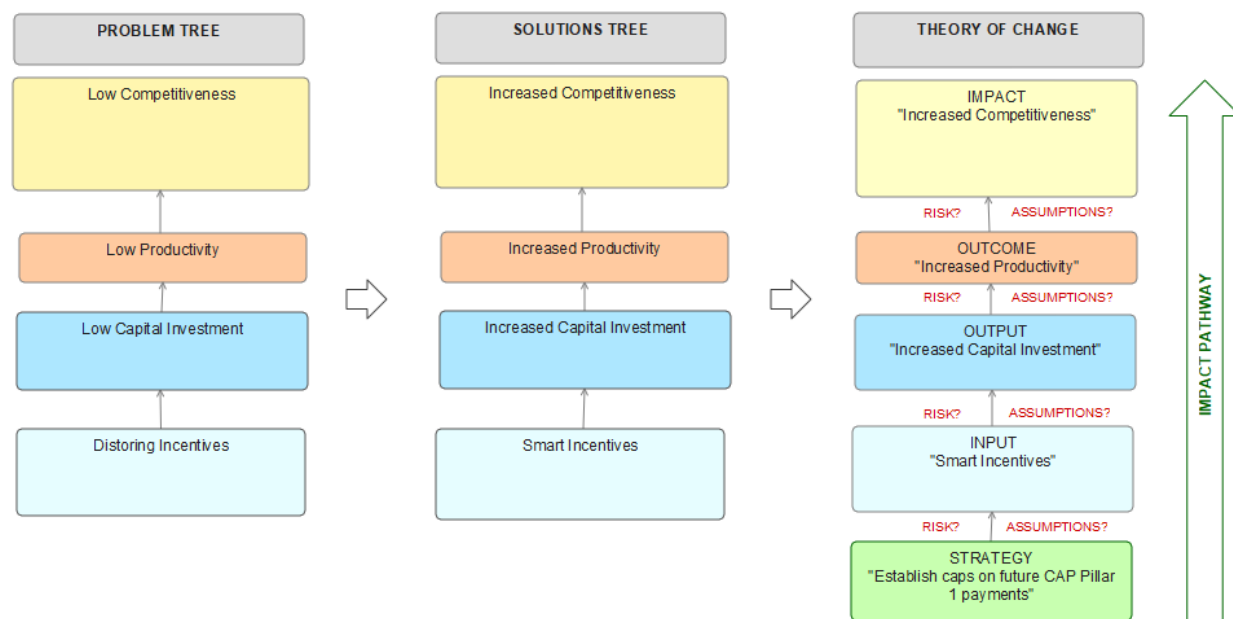 PROBLEM TREE
Low Competitiveness
Low Productivity
Low Capital Investment
Distoring Incentives
SOLUTIONS TREE
Increased Competitiveness
Increased Productivity
Increased Capital Investment
Smart Incentives
THEORY OF CHANGE
IMPACT
"Increased Competitiveness"
RISK? ASSUMPTIONS?
OUTCOME
"Increased Productivity"
RISK? ASSUMPTIONS?
OUTPUT
"Increased Capital Investment"
RISK? ASSUMPTIONS?
INPUT
"Smart Incentives"
RISK? ASSUMPTIONS?
STRATEGY
"Establish caps on future CAP Pillar
1 payments"
IMPACT PATHWAY